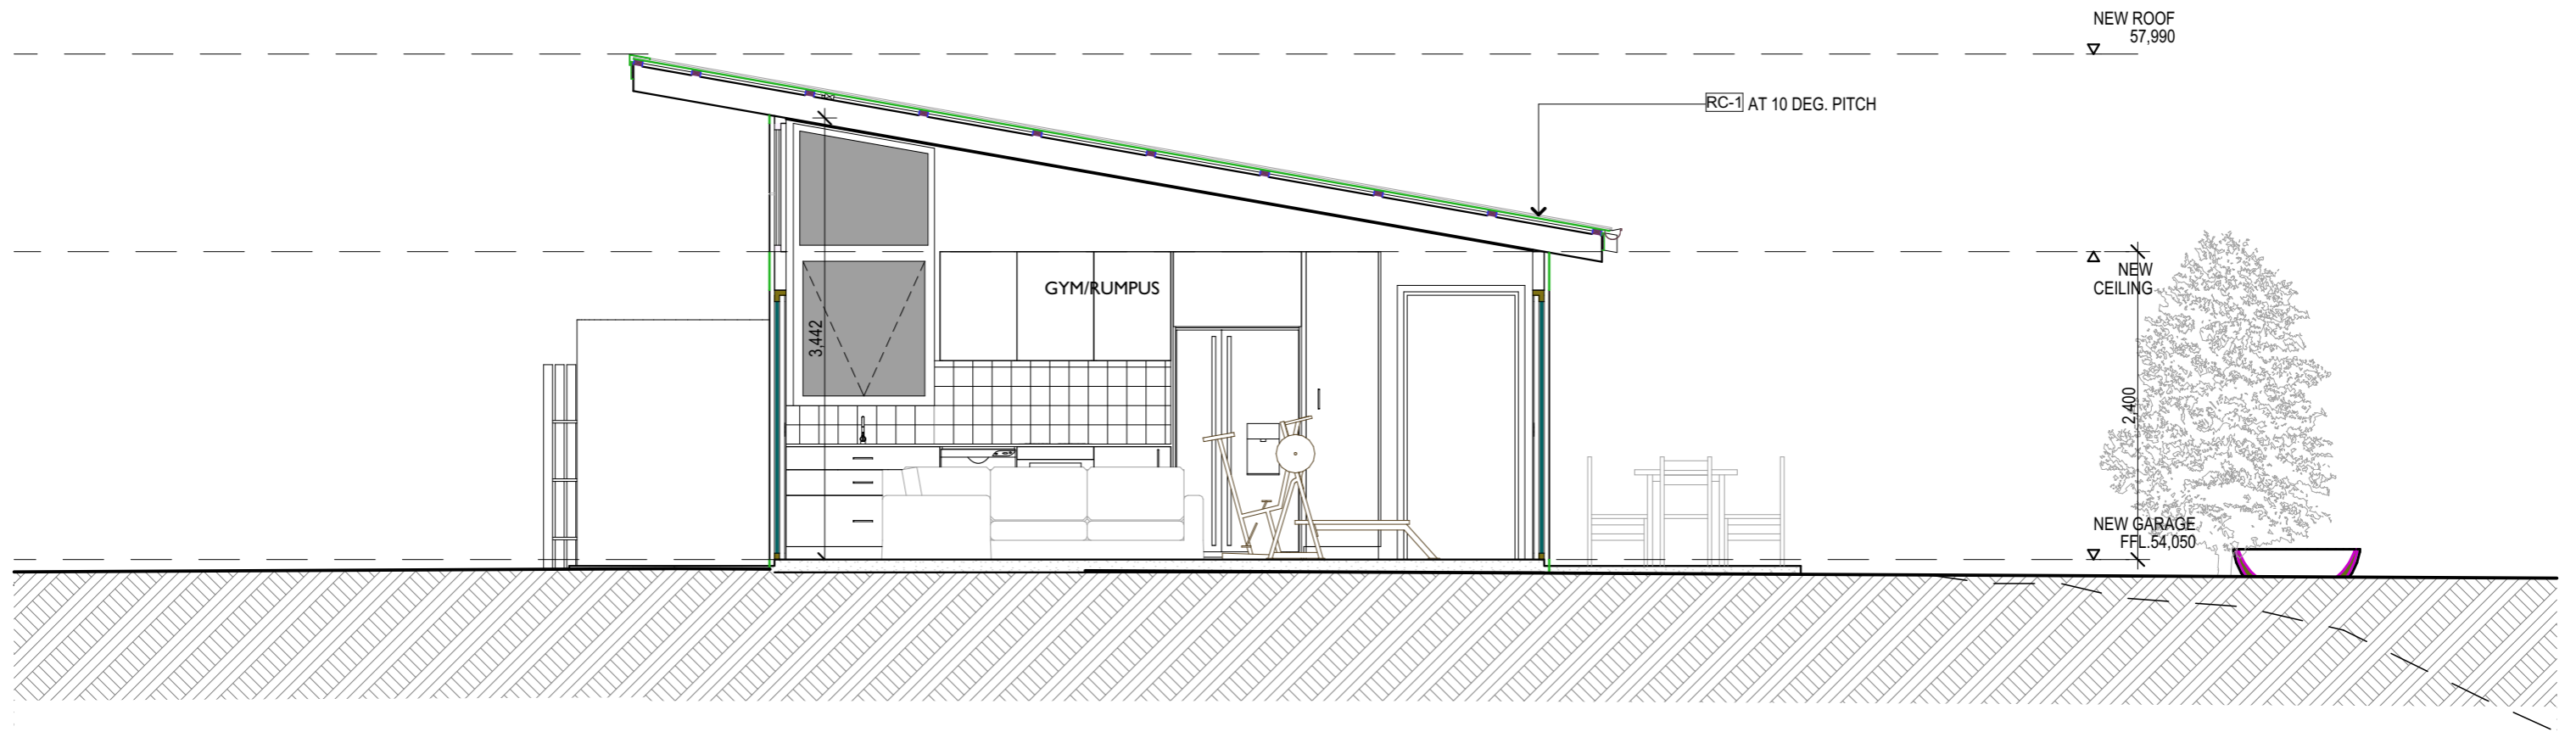 NEW ROOF
57,990
RC-1 AT 10 DEG. PITCH
NEW
CEILING
GYM/RUMPUS
3,442
2,400
NEW GARAGE
FFL.54,050